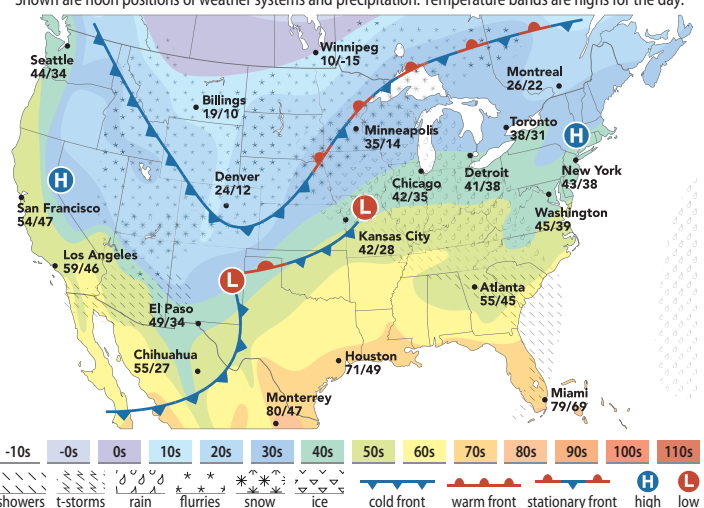 Shown are noon positions of weather systems and precipitation. Temperature bands are highs for the day.
Seattle
44/34
Winnipeg
10/-15
Billings
19/10
Montreal
26/22
Minneapolis
35/14
Toronto
38/31
H
H
Denver
24/12
Chicago
42/35
Detroit
41/38
New York
43/38
San Francisco
54/47
L
Washington
45/39
Kansas City
42/28
Los Angeles
59/46
L
Atlanta
55/45
El Paso
49/34
Chihuahua
55/27
Houston
71/49
Monterrey
80/47
Miami
79/69
-10s -0s 0s 10s 20s 30s 40s 50s 60s 70s 80s 90s 100s 110s
H L
showers t-storms rain flurries snow ice cold front warm front stationary front high low